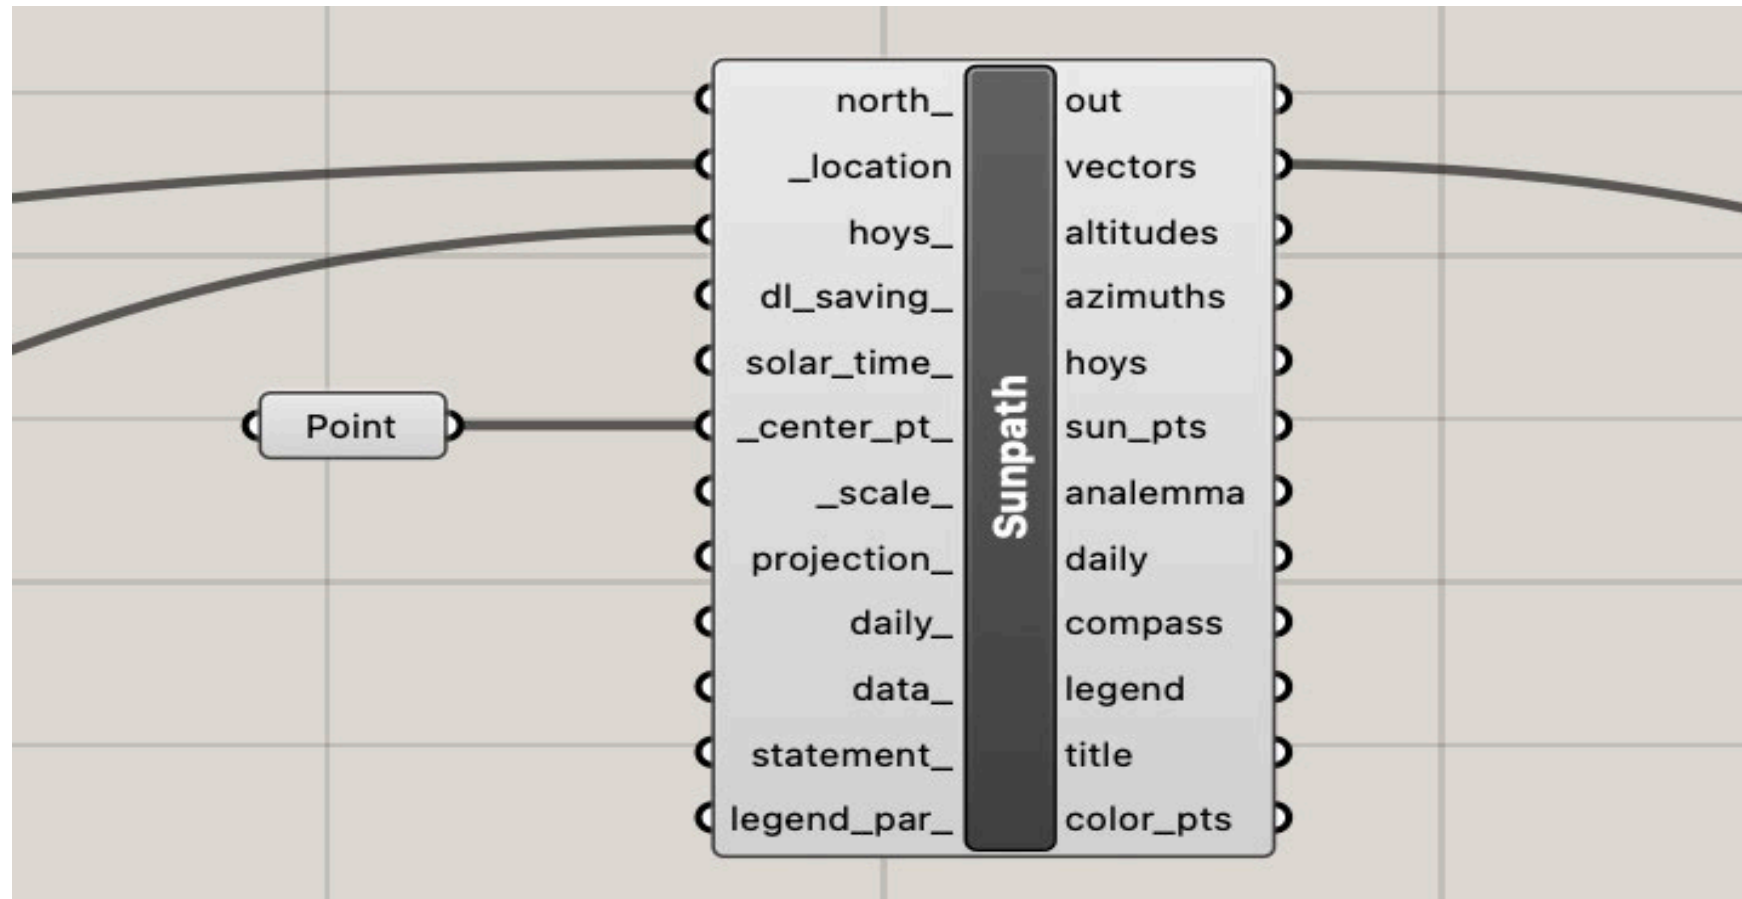 north_ out
_location vectors
hoys_ altitudes
dl_saving_ azimuths
solar_time_ hoys
Point _center_pt_ sun_pts
_scale_ analemma
projection_ daily
daily_ compass
data_ legend
statement_ title
legend_par_ color_pts
Sunpath